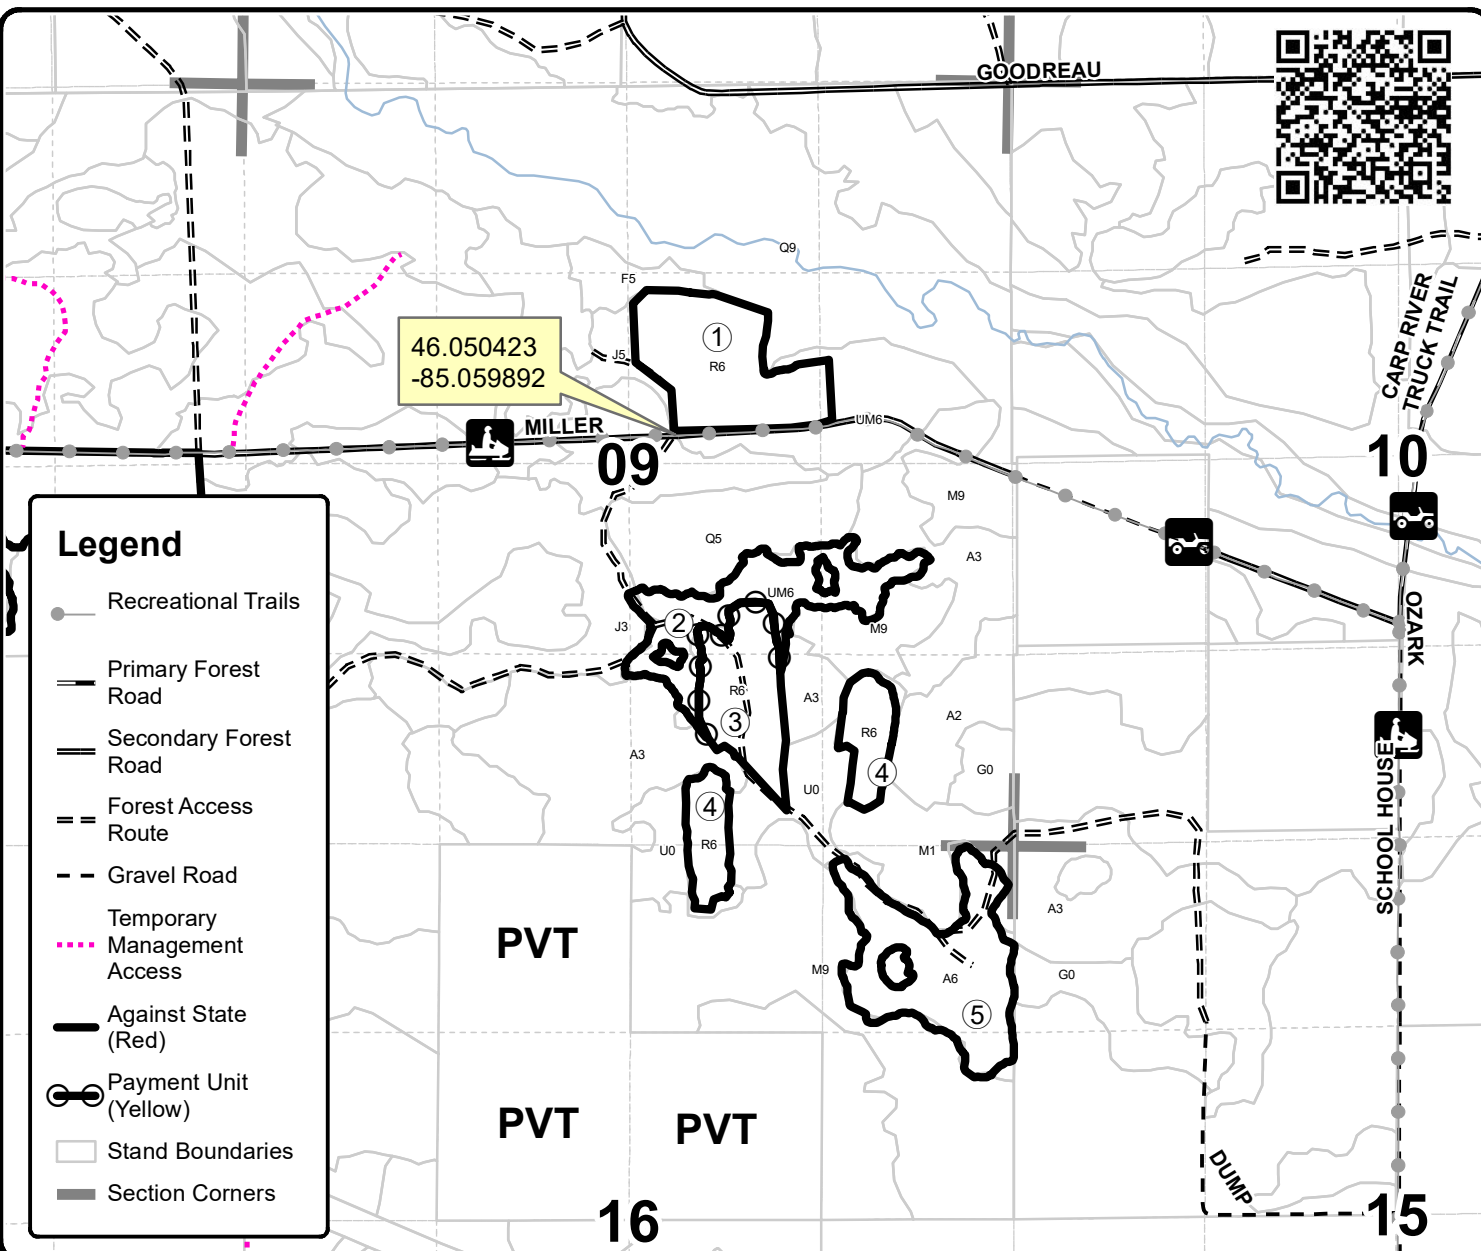 GOODREAU
Q9
F5
CARP RIVER
TRUCK TRAIL
1
R6
J5
46.050423
-85.059892
MILLER
UM6
09
10
M9
Q5
A3
UM6
J3
2
M9
OZARK
R6
A3
3
A2
R6
A3
4
G0
U0
4
R6
U0
M1
SCHOOL HOUSE
A3
PVT
M9
A6
G0
5
PVT
PVT
DUMP
16
15
Legend
Recreational Trails
Primary Forest
Road
Secondary Forest
Road
Forest Access
Route
Gravel Road
Temporary
Management
Access
Against State
(Red)
Payment Unit
(Yellow)
Stand Boundaries
Section Corners